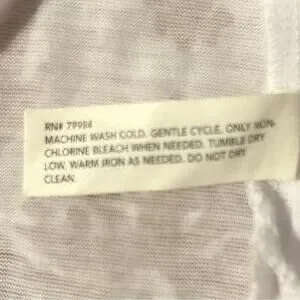 RN# 79984
MACHINE WASH COLD. GENTLE CYCLE. ONLY NON-
CHLORINE BLEACH WHEN NEEDED. TUMBLE DRY
LOW. WARM IRON AS NEEDED. DO NOT DRY
CLEAN.